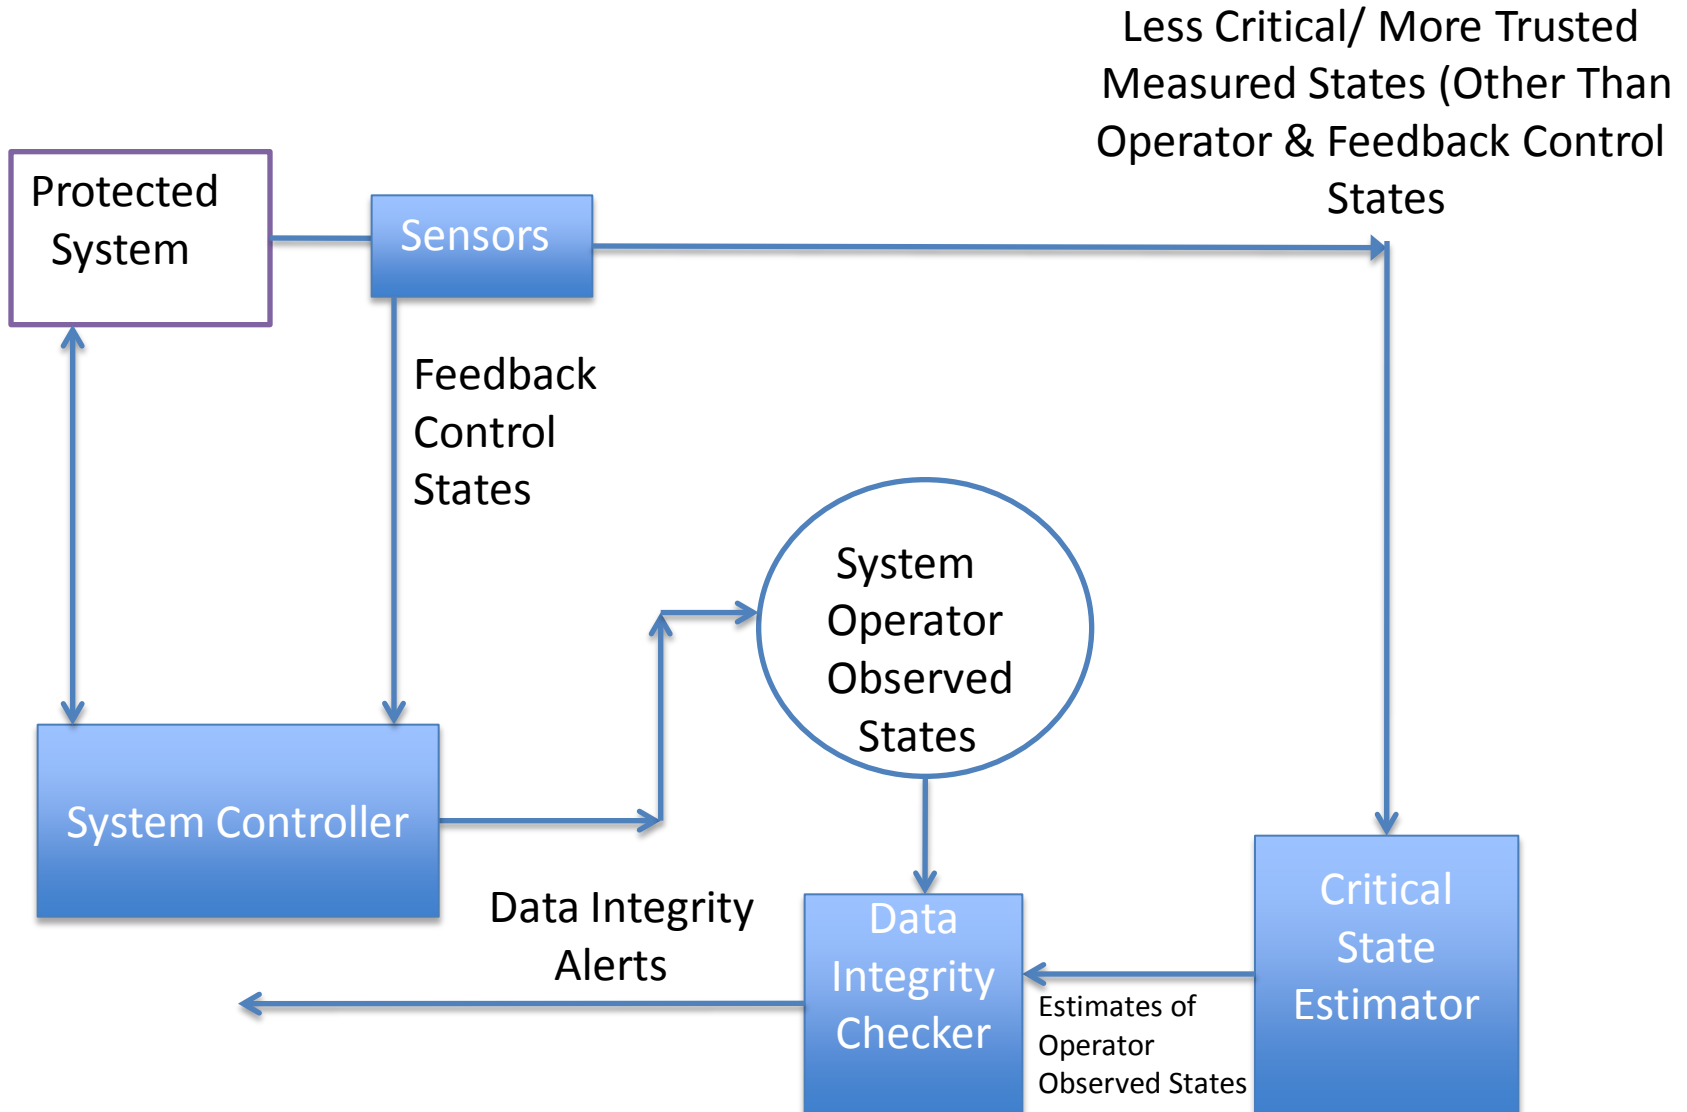 Less Critical/ More Trusted
Measured States (Other Than
Operator & Feedback Control
States
Protected
System
Sensors
Feedback
Control
States
System
Operator
Observed
States
System Controller
Data Integrity
Alerts
Data
Integrity
Checker
Estimates of
Operator
Observed States
Critical
State
Estimator